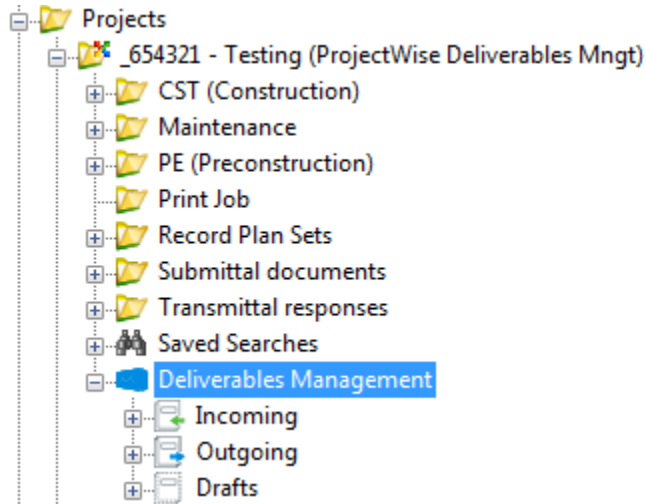 Projects
_654321 - Testing (ProjectWise Deliverables Mngt)
CST (Construction)
Maintenance
PE (Preconstruction)
Print Job
Record Plan Sets
Submittal documents
Transmittal responses
Saved Searches
Deliverables Management
Incoming
Outgoing
Drafts